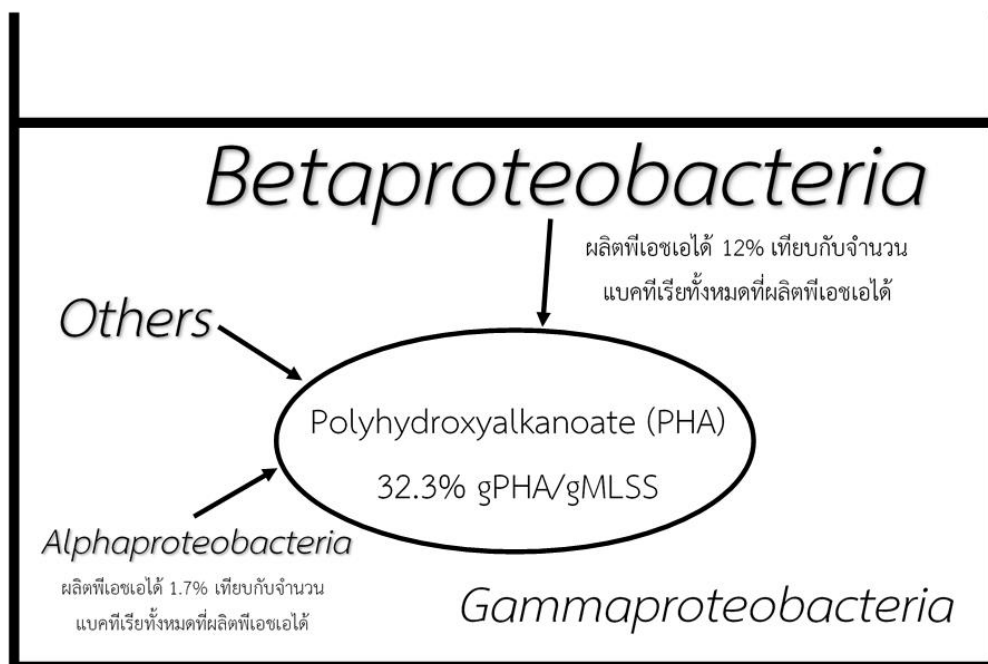 Betaproteobacteria
ผลิตพีเอชเอได้ 12% เทียบกับจำนวน
แบคทีเรียทั้งหมดที่ผลิตพีเอชเอได้
Others
Polyhydroxyalkanoate (PHA)
32.3% gPHA/gMLSS
Alphaproteobacteria
ผลิตพีเอชเอได้ 1.7% เทียบกับจำนวน
แบคทีเรียทั้งหมดที่ผลิตพีเอชเอได้
Gammaproteobacteria